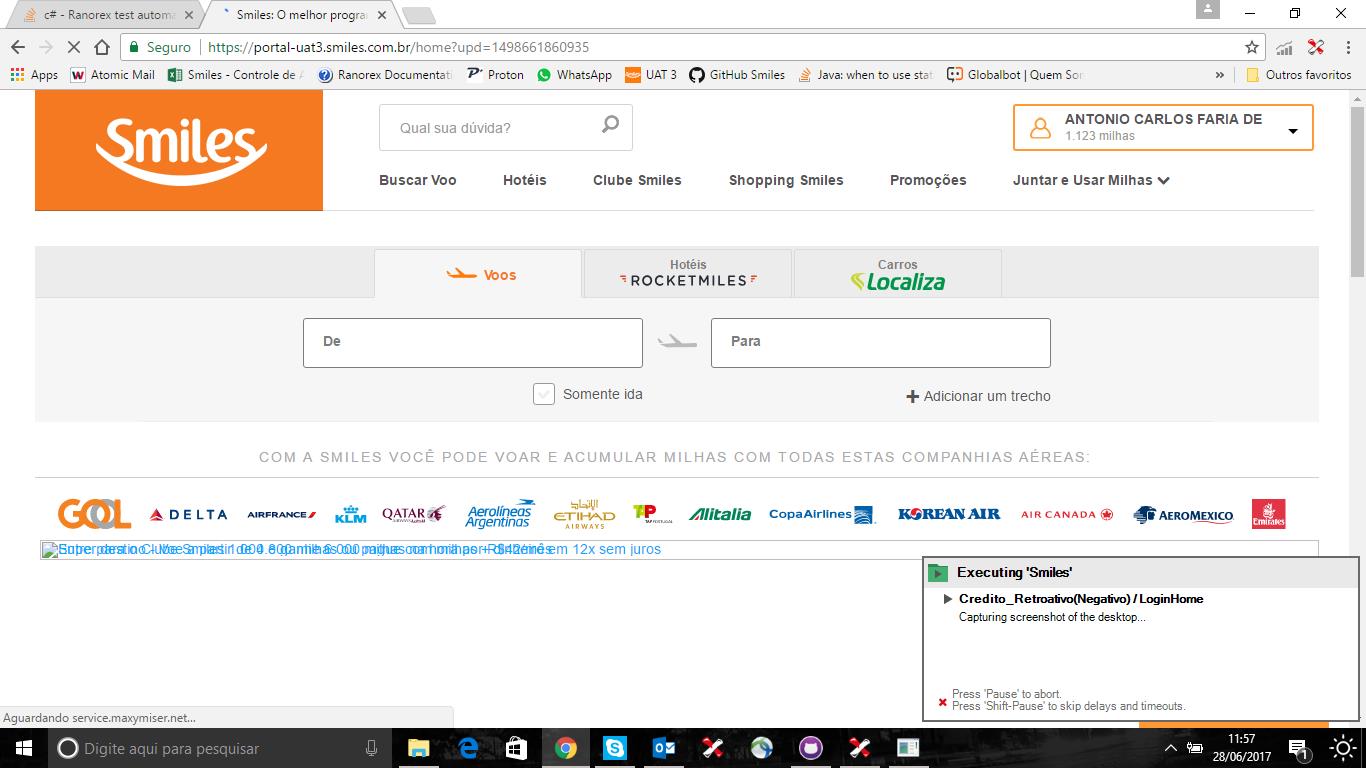 c# - Ranorex test automa
Smiles: O melhor progra
Seguro
https://portal-uat3.smiles.com.br/home?upd=1498661860935
Apps
Atomic Mail
Smiles - Controle de A
Ranorex Documentati
Proton
WhatsApp
UAT 3
GitHub Smiles
Java: when to use stat
Globalbot | Quem Son
»
Outros favoritos
Smiles
Qual sua dúvida?
ANTONIO CARLOS FARIA DE
1.123 milhas
Buscar Voo
Hotéis
Clube Smiles
Shopping Smiles
Promoções
Juntar e Usar Milhas
Voos
Hotéis
ROCKETMILES
Carros
Localiza
De
Para
Somente ida
Adicionar um trecho
COM A SMILES VOCÊ PODE VOAR E ACUMULAR MILHAS COM TODAS ESTAS COMPANHIAS AÉREAS:
GOL
DELTA
AIRFRANCE
KLM
QATAR
Aerolíneas Argentinas
ETIHAD AIRWAYS
TAP PORTUGAL
Alitalia
CopaAirlines
KOREAN AIR
AIR CANADA
AEROMEXICO
Emirates
em 12x sem juros
Executing 'Smiles'
Credito_Retroativo(Negativo) / LoginHome
Capturing screenshot of the desktop...
Press 'Pause' to abort.
Press 'Shift-Pause' to skip delays and timeouts.
Aguardando service.maxymiser.net...
Digite aqui para pesquisar
11:57
28/06/2017
1